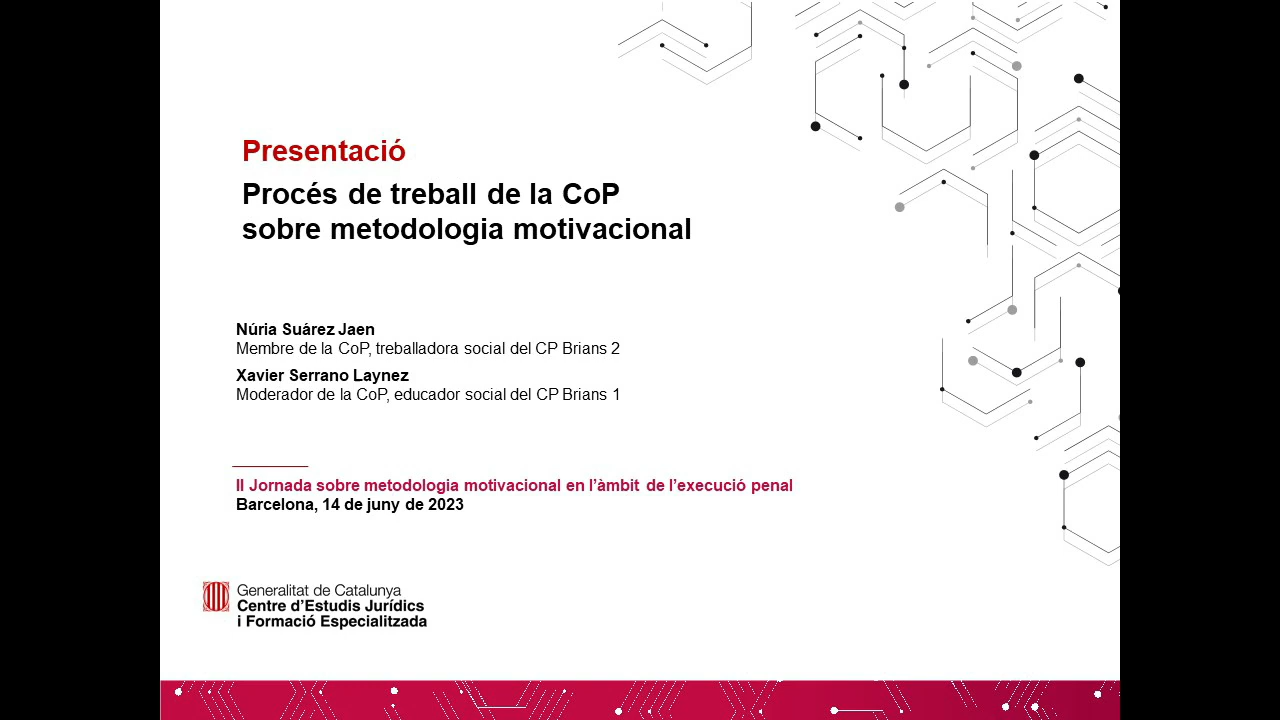 Presentació
Procés de treball de la CoP
sobre metodologia motivacional
Núria Suárez Jaen
Membre de la CoP, treballadora social del CP Brians 2
Xavier Serrano Laynez
Moderador de la CoP, educador social del CP Brians 1
II Jornada sobre metodologia motivacional en l’àmbit de l’execució penal
Barcelona, 14 de juny de 2023
Generalitat de Catalunya
Centre d’Estudis Jurídics
i Formació Especialitzada